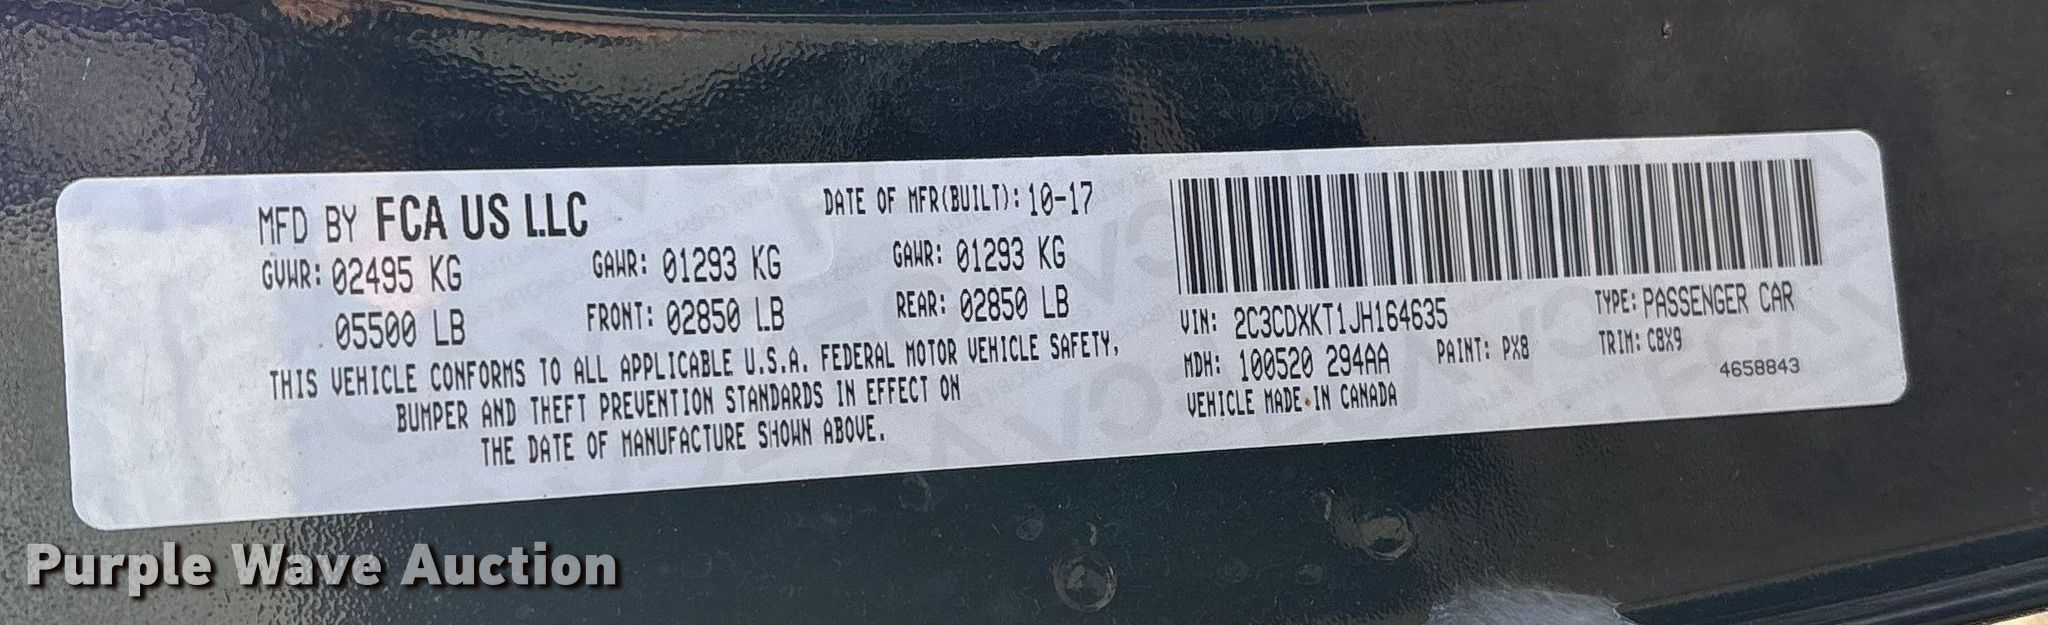 MFD BY FCA US LLC
DATE OF MFR(BUILT): 10-17
GVWR: 02495 KG
GAWR: 01293 KG
GAWR: 01293 KG
05500 LB
FRONT: 02850 LB
REAR: 02850 LB
THIS VEHICLE CONFORMS TO ALL APPLICABLE U.S.A. FEDERAL MOTOR VEHICLE SAFETY,
BUMPER AND THEFT PREVENTION STANDARDS IN EFFECT ON
THE DATE OF MANUFACTURE SHOWN ABOVE.
VIN: 2C3CDXKT1JH164635
TYPE: PASSENGER CAR
MDH: 100520 294AA
PAINT: PX8
TRIM: C8X9
VEHICLE MADE IN CANADA
4658843
Purple Wave Auction